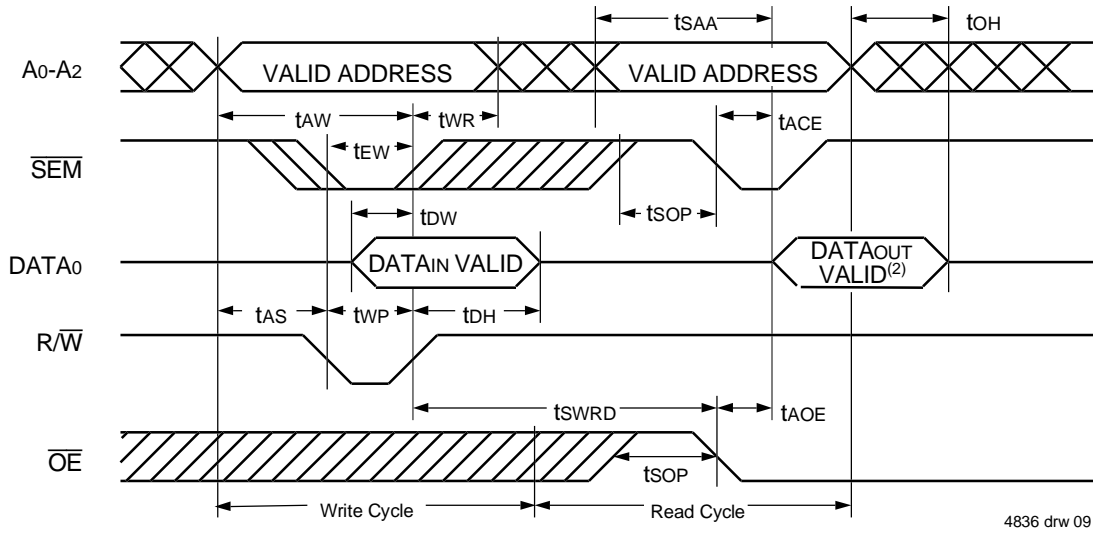 tSAA
tOH
A0-A2
VALID ADDRESS
VALID ADDRESS
tAW
tWR
tACE
tEW
SEM
tSOP
tDW
DATA0
DATAIN VALID
DATAOUT
VALID(2)
tAS
tWP
tDH
R/W
tSWRD
tAOE
OE
tSOP
Write Cycle
Read Cycle
4836 drw 09